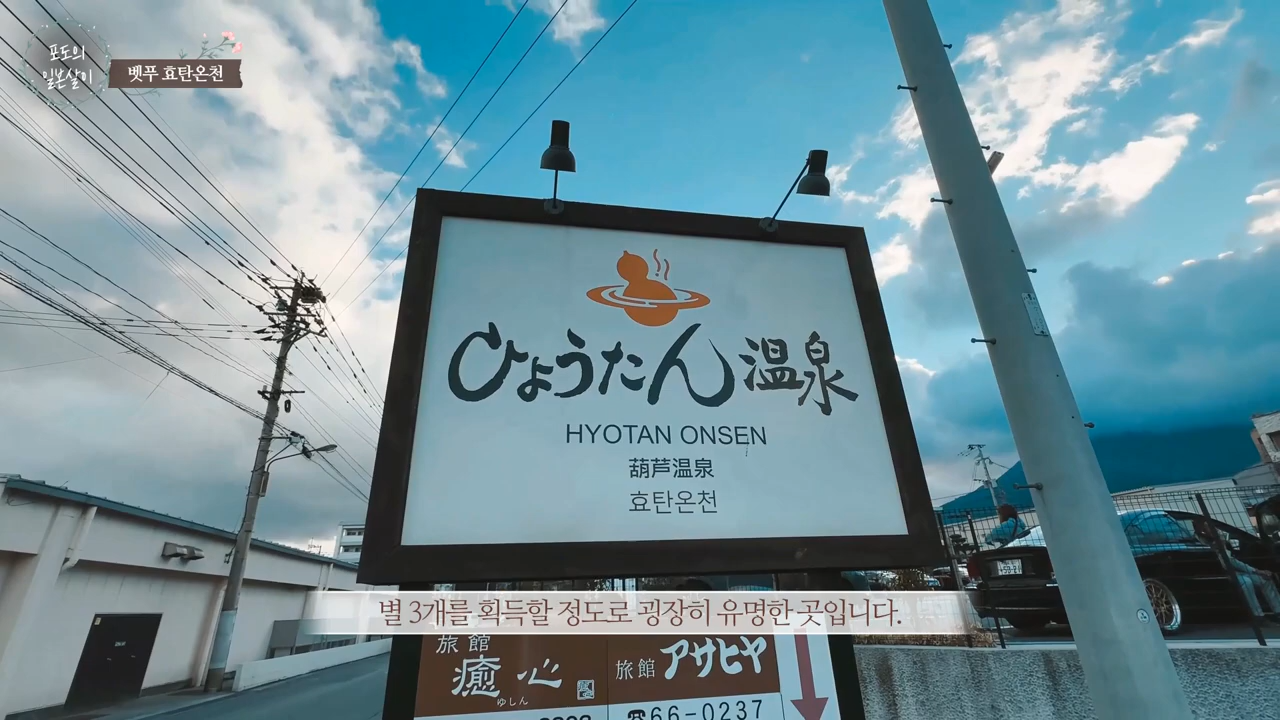 포도의
일본살이
벳푸 효탄온천
ひょうたん温泉
HYOTAN ONSEN
葫芦温泉
효탄온천
별 3개를 획득할 정도로 굉장히 유명한 곳입니다.
旅館
癒心
ゆしん
旅館 アサヒヤ
☎66-0237